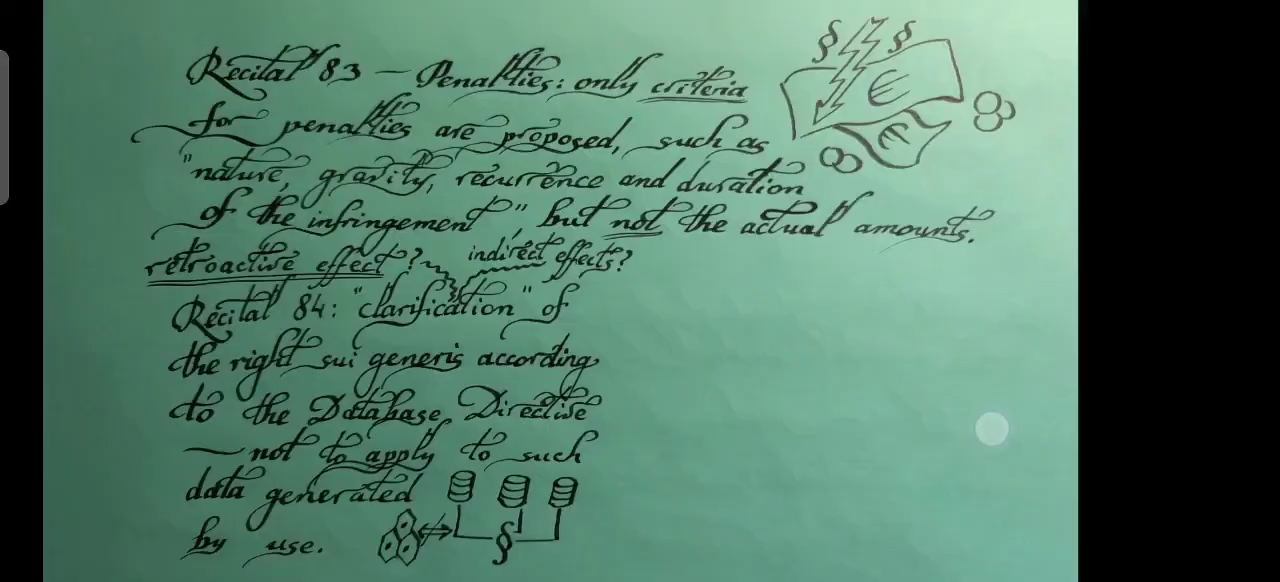 Recital 83 — Penalties: only criteria
for penalties are proposed, such as
"nature, gravity, recurrence and duration
of the infringement", but not the actual amounts.
retroactive effect? indirect effects?
Recital 84: "clarification" of
the right sui generis according
to the Database Directive
— not to apply to such
data generated
by use.
§ §
€
€
§